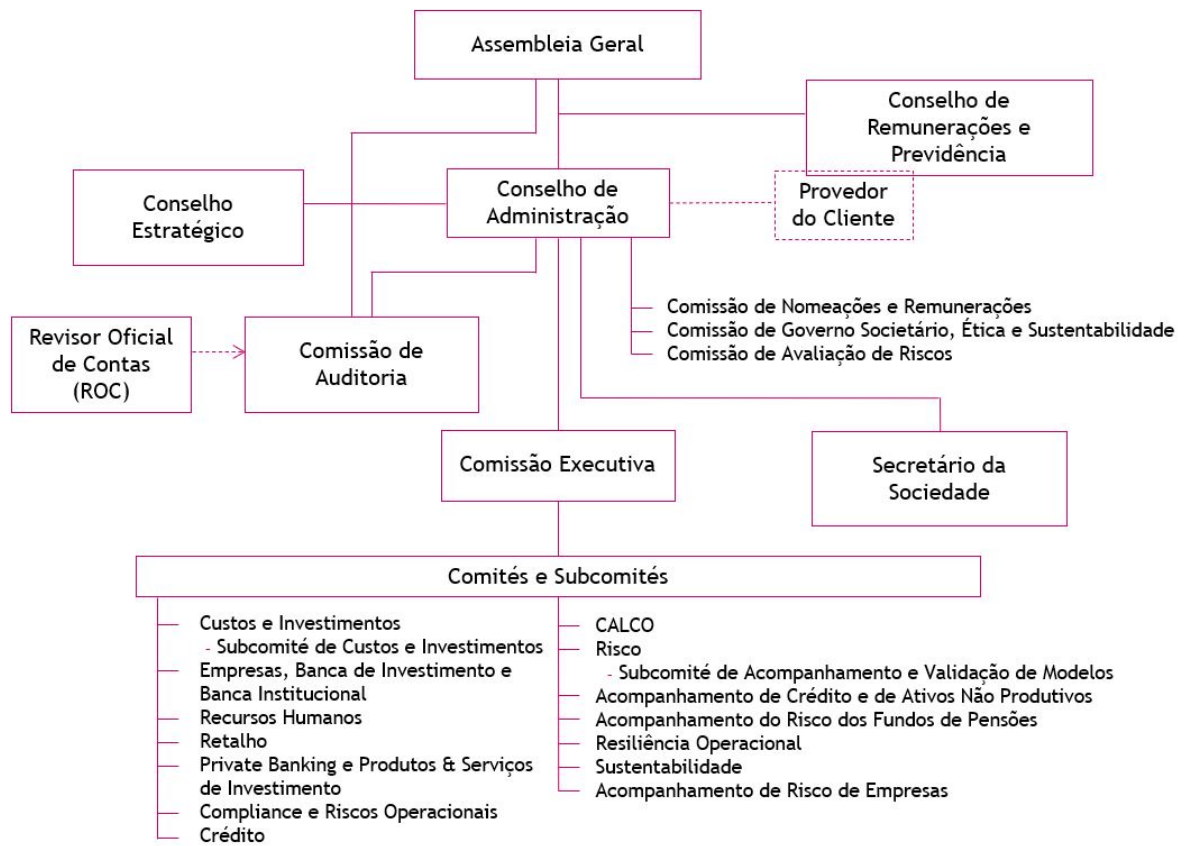 Assembleia Geral
Conselho de
Remunerações e
Previdência
Conselho
Estratégico
Conselho de
Administração
Provedor
do Cliente
Comissão de Nomeações e Remunerações
Comissão de Governo Societário, Ética e Sustentabilidade
Comissão de Avaliação de Riscos
Revisor Oficial
de Contas
(ROC)
Comissão de
Auditoria
Comissão Executiva
Secretário da
Sociedade
Comités e Subcomités
Custos e Investimentos
- Subcomité de Custos e Investimentos
Empresas, Banca de Investimento e
Banca Institucional
Recursos Humanos
Retalho
Private Banking e Produtos & Serviços
de Investimento
Compliance e Riscos Operacionais
Crédito
CALCO
Risco
- Subcomité de Acompanhamento e Validação de Modelos
Acompanhamento de Crédito e de Ativos Não Produtivos
Acompanhamento do Risco dos Fundos de Pensões
Resiliência Operacional
Sustentabilidade
Acompanhamento de Risco de Empresas